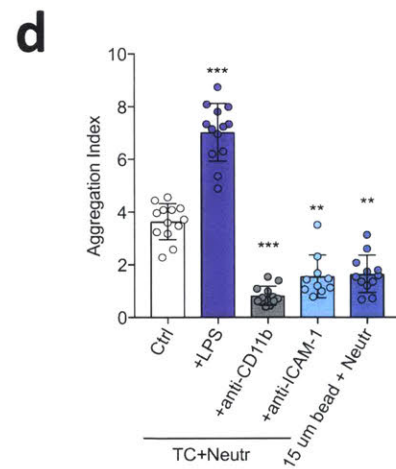 d
10
8
6
4
2
0
Aggregation Index
***
***
**
**
Ctrl
+LPS
+anti-CD11b
+anti-ICAM-1
15 um bead + Neutr
TC+Neutr